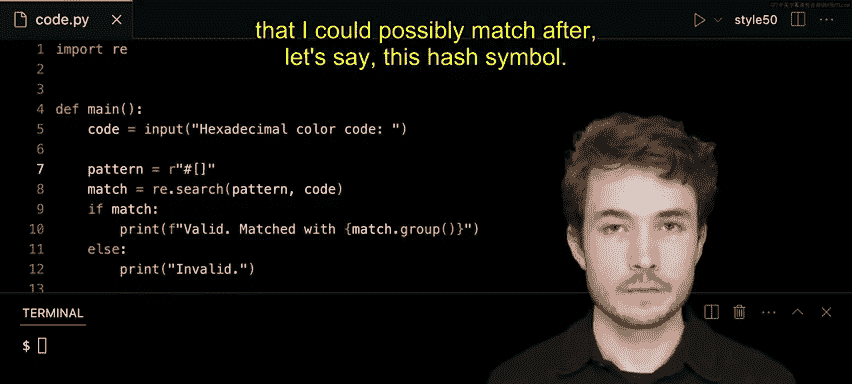 code.py
style50
that I could possibly match after,
let's say, this hash symbol.
1 import re
2
3
4 def main():
5     code = input("Hexadecimal color code: ")
6
7     pattern = r"#[]"
8     match = re.search(pattern, code)
9     if match:
10         print(f"Valid. Matched with {match.group()}")
11     else:
12         print("Invalid.")
13
TERMINAL
$